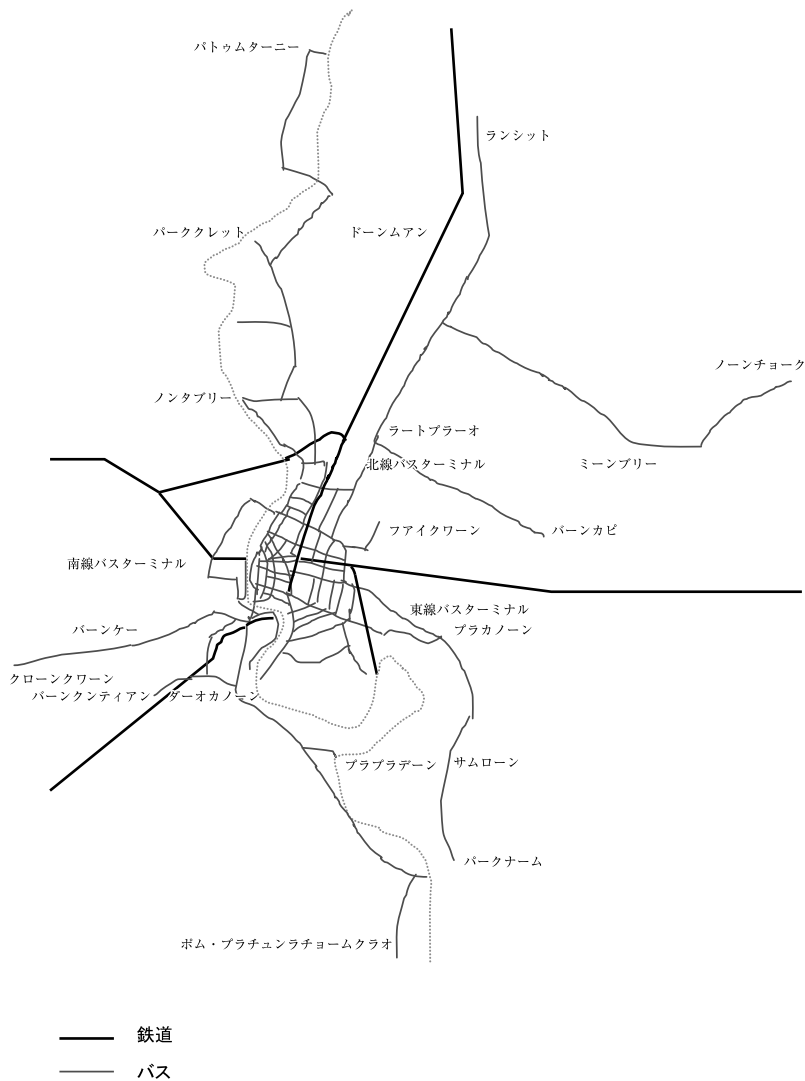 パトゥムターニー
ランシット
パーククレット
ドーンムアン
ノーンチョーク
ノンタブリー
ラートプラーオ
北線バスターミナル
ミーンブリー
フアイクワーン
バーンカピ
南線バスターミナル
東線バスターミナル
プラカノーン
バーンケー
クローンクワーン
バーンクンティアン
ダーオカノーン
プラプラデーン
サムローン
パークナーム
ポム・プラチュンラチョームクラオ
鉄道
バス